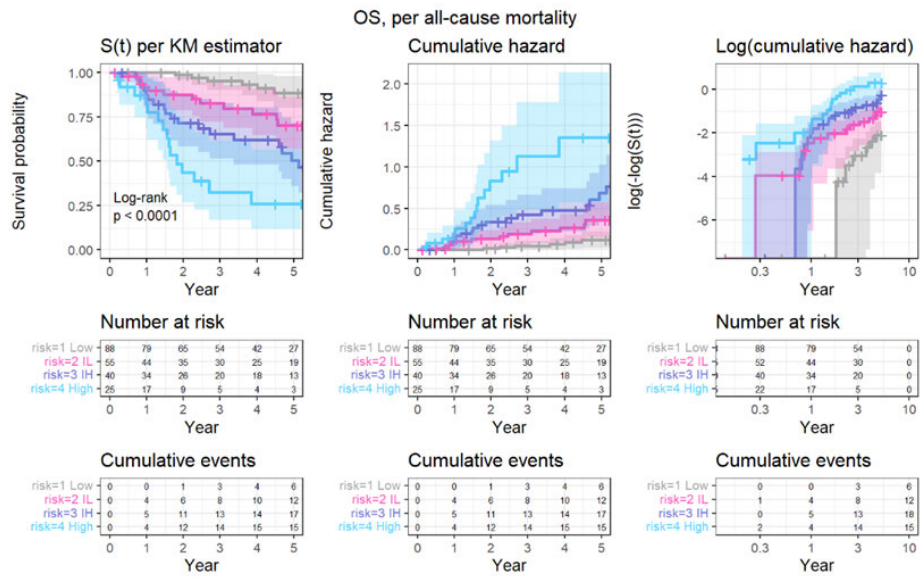 OS, per all-cause mortality
S(t) per KM estimator
Cumulative hazard
Log(cumulative hazard)
Survival probability
1.00
0.75
0.50
0.25
0.00
Log-rank
p < 0.0001
0 1 2 3 4 5
Year
Cumulative hazard
2.0
1.5
1.0
0.5
0.0
0 1 2 3 4 5
Year
log(-log(S(t)))
0
-2
-4
-6
0.3 1 3 10
Year
Number at risk
risk=1 Low 88 79 65 54 42 27
risk=2 IL 55 44 35 30 25 19
risk=3 IH 40 34 26 20 18 13
risk=4 High 25 17 9 5 4 3
0 1 2 3 4 5
Year
Number at risk
risk=1 Low 88 79 65 54 42 27
risk=2 IL 55 44 35 30 25 19
risk=3 IH 40 34 26 20 18 13
risk=4 High 25 17 9 5 4 3
0 1 2 3 4 5
Year
Number at risk
risk=1 Low 88 79 54 0
risk=2 IL 52 44 30 0
risk=3 IH 40 34 20 0
risk=4 High 22 17 5 0
0.3 1 3 10
Year
Cumulative events
risk=1 Low 0 0 1 3 4 6
risk=2 IL 0 4 6 8 10 12
risk=3 IH 0 5 11 13 14 17
risk=4 High 0 4 12 14 15 15
0 1 2 3 4 5
Year
Cumulative events
risk=1 Low 0 0 1 3 4 6
risk=2 IL 0 4 6 8 10 12
risk=3 IH 0 5 11 13 14 17
risk=4 High 0 4 12 14 15 15
0 1 2 3 4 5
Year
Cumulative events
risk=1 Low 0 0 3 6
risk=2 IL 1 4 8 12
risk=3 IH 0 5 13 18
risk=4 High 2 4 14 15
0.3 1 3 10
Year